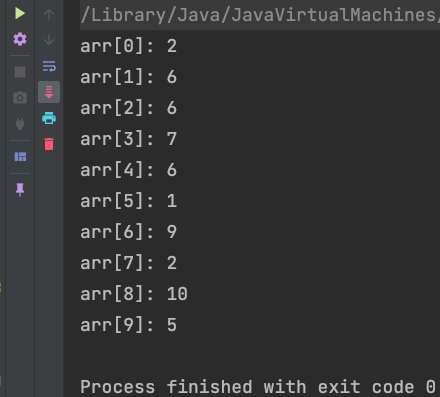 /Library/Java/JavaVirtualMachines/
arr[0]: 2
arr[1]: 6
arr[2]: 6
arr[3]: 7
arr[4]: 6
arr[5]: 1
arr[6]: 9
arr[7]: 2
arr[8]: 10
arr[9]: 5
Process finished with exit code 0